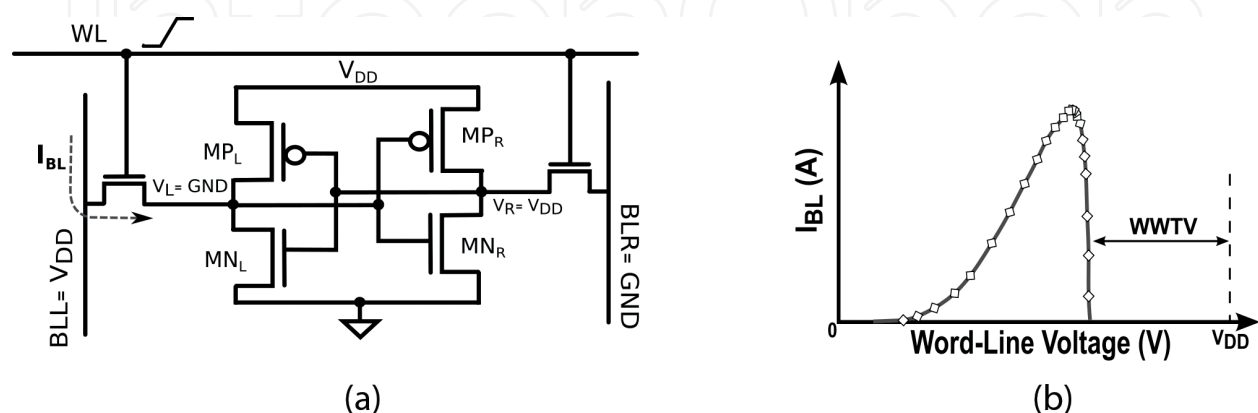 WL
V_DD
I_BL
MP_L
MP_R
V_L= GND
V_R= V_DD
MN_L
MN_R
BLL= V_DD
BLR= GND
(a)
I_BL (A)
WWTV
0
Word-Line Voltage (V)
V_DD
(b)